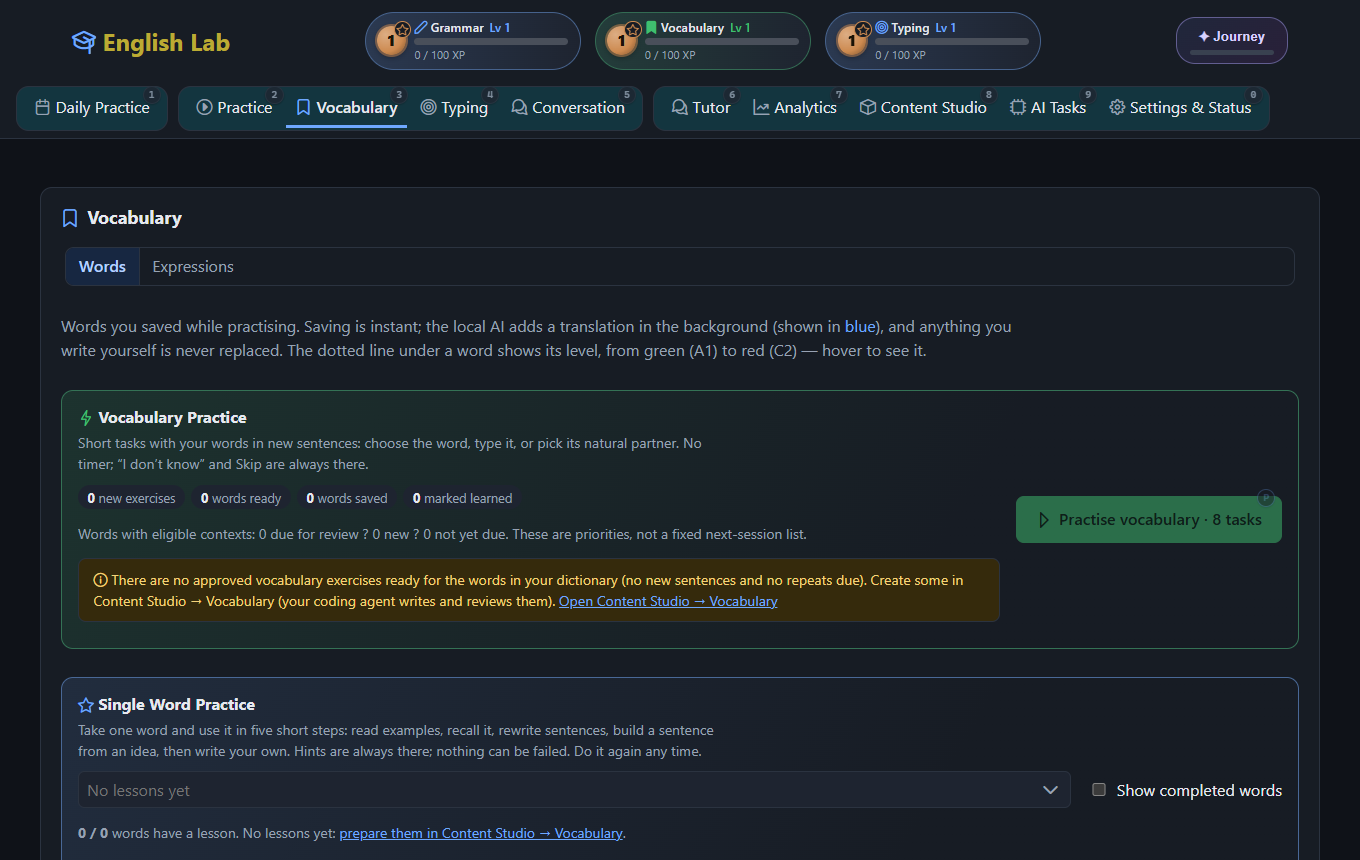 English Lab
1 Grammar Lv 1
0 / 100 XP
1 Vocabulary Lv 1
0 / 100 XP
1 Typing Lv 1
0 / 100 XP
✦ Journey
Daily Practice 1
Practice 2
Vocabulary 3
Typing 4
Conversation 5
Tutor 6
Analytics 7
Content Studio 8
AI Tasks 9
Settings & Status 0
Vocabulary
Words
Expressions
Words you saved while practising. Saving is instant; the local AI adds a translation in the background (shown in blue), and anything you
write yourself is never replaced. The dotted line under a word shows its level, from green (A1) to red (C2) — hover to see it.
Vocabulary Practice
Short tasks with your words in new sentences: choose the word, type it, or pick its natural partner. No
timer; “I don’t know” and Skip are always there.
0 new exercises
0 words ready
0 words saved
0 marked learned
Words with eligible contexts: 0 due for review ? 0 new ? 0 not yet due. These are priorities, not a fixed next-session list.
There are no approved vocabulary exercises ready for the words in your dictionary (no new sentences and no repeats due). Create some in
Content Studio → Vocabulary (your coding agent writes and reviews them). Open Content Studio → Vocabulary
P
Practise vocabulary · 8 tasks
Single Word Practice
Take one word and use it in five short steps: read examples, recall it, rewrite sentences, build a sentence
from an idea, then write your own. Hints are always there; nothing can be failed. Do it again any time.
No lessons yet
Show completed words
0 / 0 words have a lesson. No lessons yet: prepare them in Content Studio → Vocabulary.